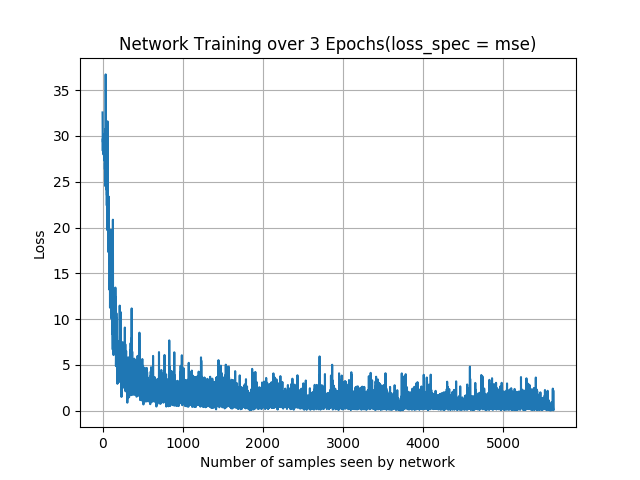 Network Training over 3 Epochs(loss_spec = mse)
35
30
25
20
15
10
5
0
Loss
0 1000 2000 3000 4000 5000
Number of samples seen by network